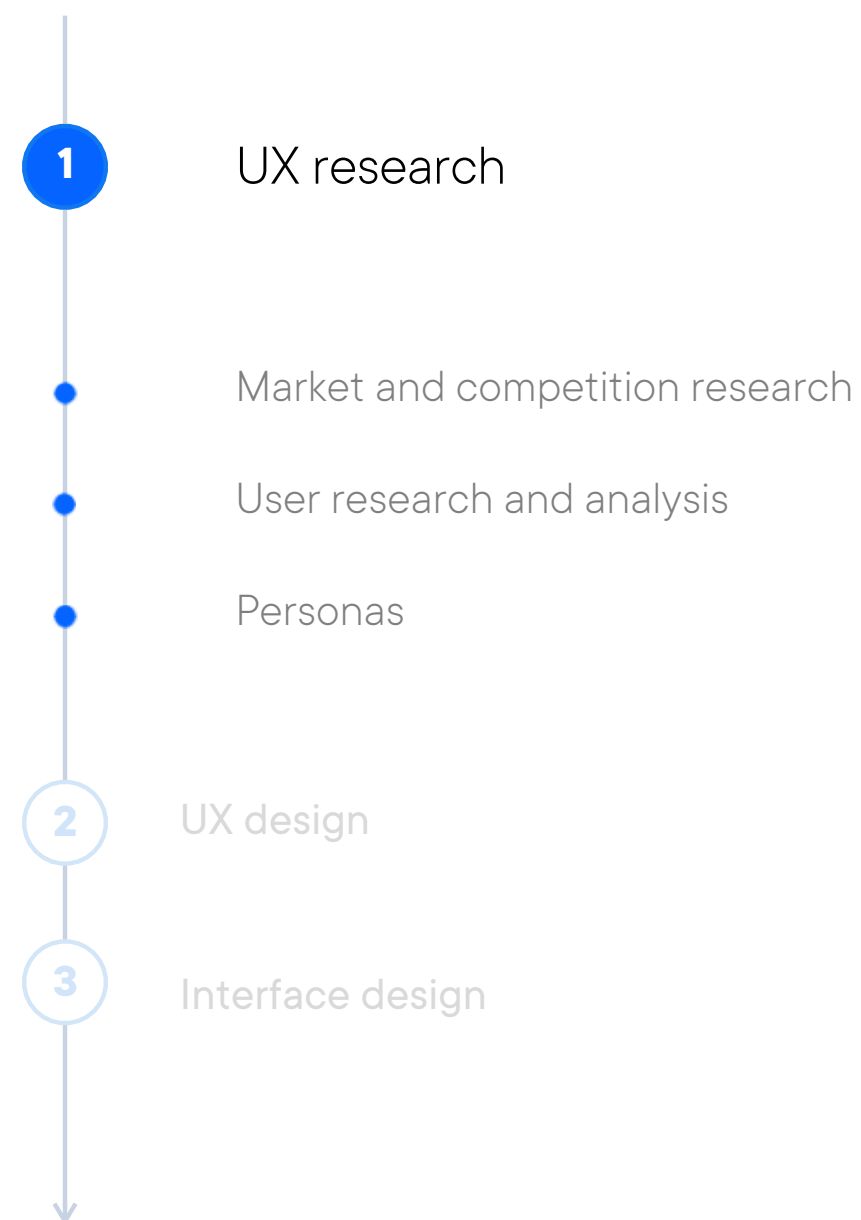 1 UX research
Market and competition research
User research and analysis
Personas
2 UX design
3 Interface design